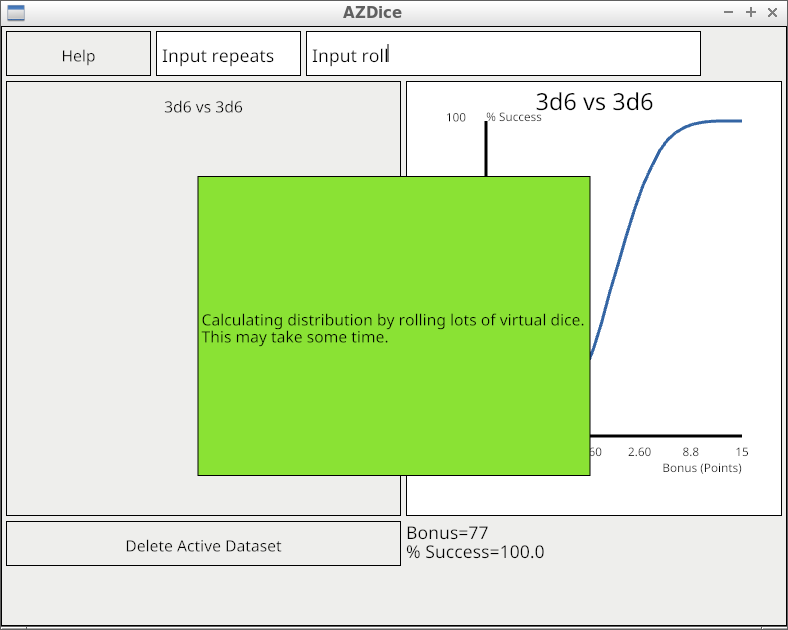 AZDice
Help
Input repeats
Input roll
3d6 vs 3d6
3d6 vs 3d6
100
% Success
Calculating distribution by rolling lots of virtual dice.
This may take some time.
60
2.60
8.8
15
Bonus (Points)
Delete Active Dataset
Bonus=77
% Success=100.0